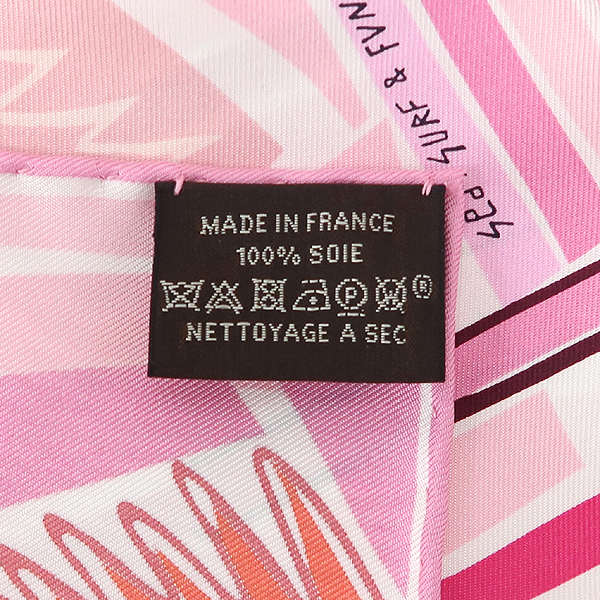 SURF & FUN
MADE IN FRANCE
100% SOIE
P W ®
NETTOYAGE A SEC